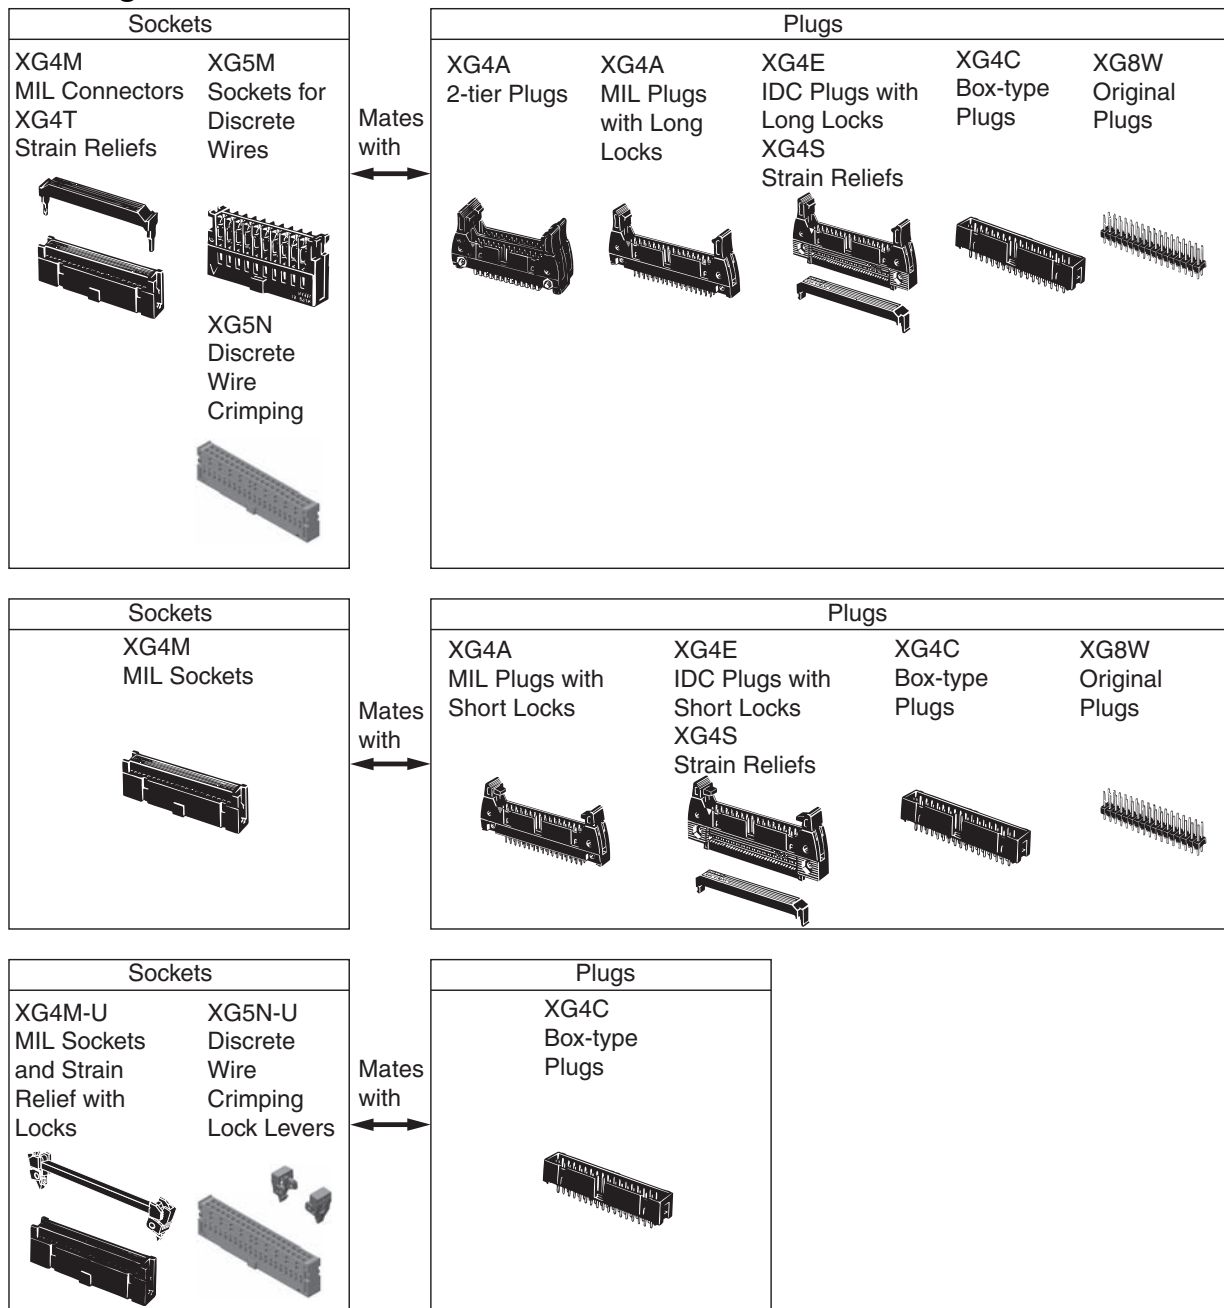 Sockets
XG4M
MIL Connectors
XG4T
Strain Reliefs
XG5M
Sockets for
Discrete
Wires
XG5N
Discrete
Wire
Crimping
Mates
with
Plugs
XG4A
2-tier Plugs
XG4A
MIL Plugs
with Long
Locks
XG4E
IDC Plugs with
Long Locks
XG4S
Strain Reliefs
XG4C
Box-type
Plugs
XG8W
Original
Plugs
Sockets
XG4M
MIL Sockets
Mates
with
Plugs
XG4A
MIL Plugs with
Short Locks
XG4E
IDC Plugs with
Short Locks
XG4S
Strain Reliefs
XG4C
Box-type
Plugs
XG8W
Original
Plugs
Sockets
XG4M-U
MIL Sockets
and Strain
Relief with
Locks
XG5N-U
Discrete
Wire
Crimping
Lock Levers
Mates
with
Plugs
XG4C
Box-type
Plugs